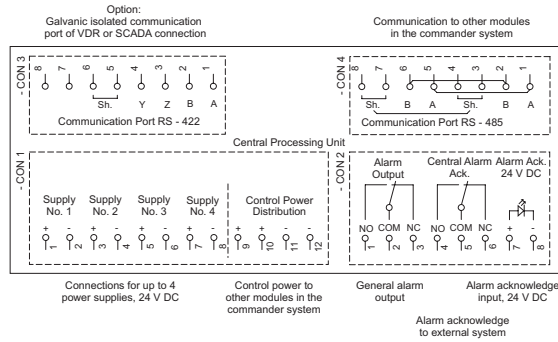 Option:
Galvanic isolated communication
port of VDR or SCADA connection
Communication to other modules
in the commander system
- CON 3
8 7 6 5 4 3 2 1
Sh. Y Z B A
Communication Port RS - 422
- CON 4
8 7 6 5 4 3 2 1
Sh. B A Sh. B A
Communication Port RS - 485
Central Processing Unit
- CON 1
Supply No. 1
Supply No. 2
Supply No. 3
Supply No. 4
Control Power
Distribution
+ - + - + - + - + + - -
1 2 3 4 5 6 7 8 9 10 11 12
- CON 2
Alarm
Output
Central Alarm
Ack.
Alarm Ack.
24 V DC
NO COM NC NO COM NC + -
1 2 3 4 5 6 7 8
Connections for up to 4
power supplies, 24 V DC
Control power to
other modules in the
commander system
General alarm
output
Alarm acknowledge
input, 24 V DC
Alarm acknowledge
to external system